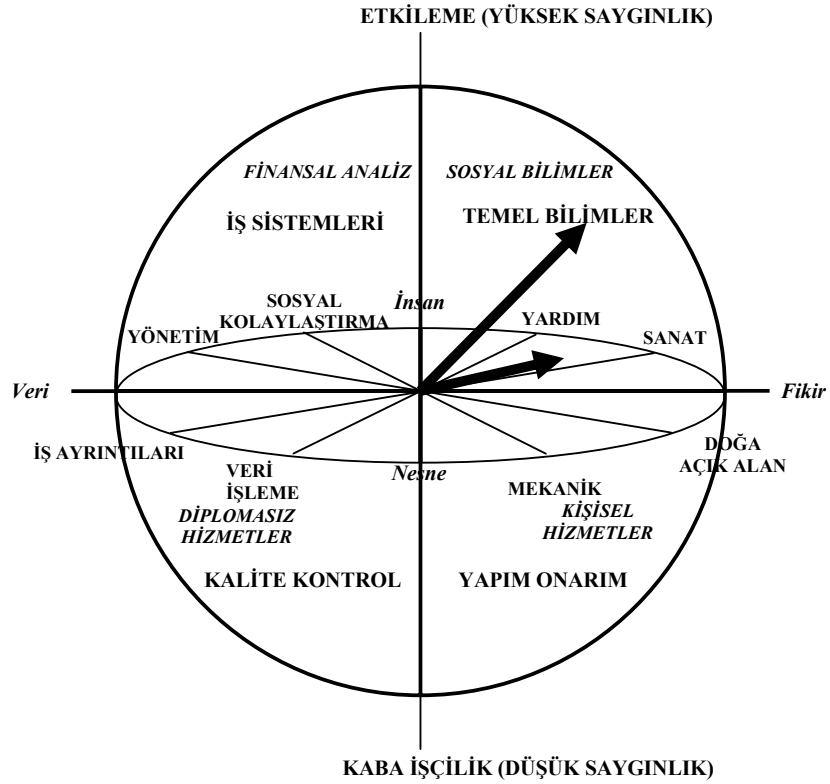 ETKİLEME (YÜKSEK SAYGINLIK)
FİNANSAL ANALİZ
SOSYAL BİLİMLER
İŞ SİSTEMLERİ
TEMEL BİLİMLER
SOSYAL
KOLAYLAŞTIRMA
İnsan
YÖNETİM
YARDIM
SANAT
Veri
Fikir
İŞ AYRINTILARI
VERİ
İŞLEME
DİPLOMASIZ
HİZMETLER
Nesne
MEKANİK
KİŞİSEL
HİZMETLER
DOĞA
AÇIK ALAN
KALİTE KONTROL
YAPIM ONARIM
KABA İŞÇİLİK (DÜŞÜK SAYGINLIK)